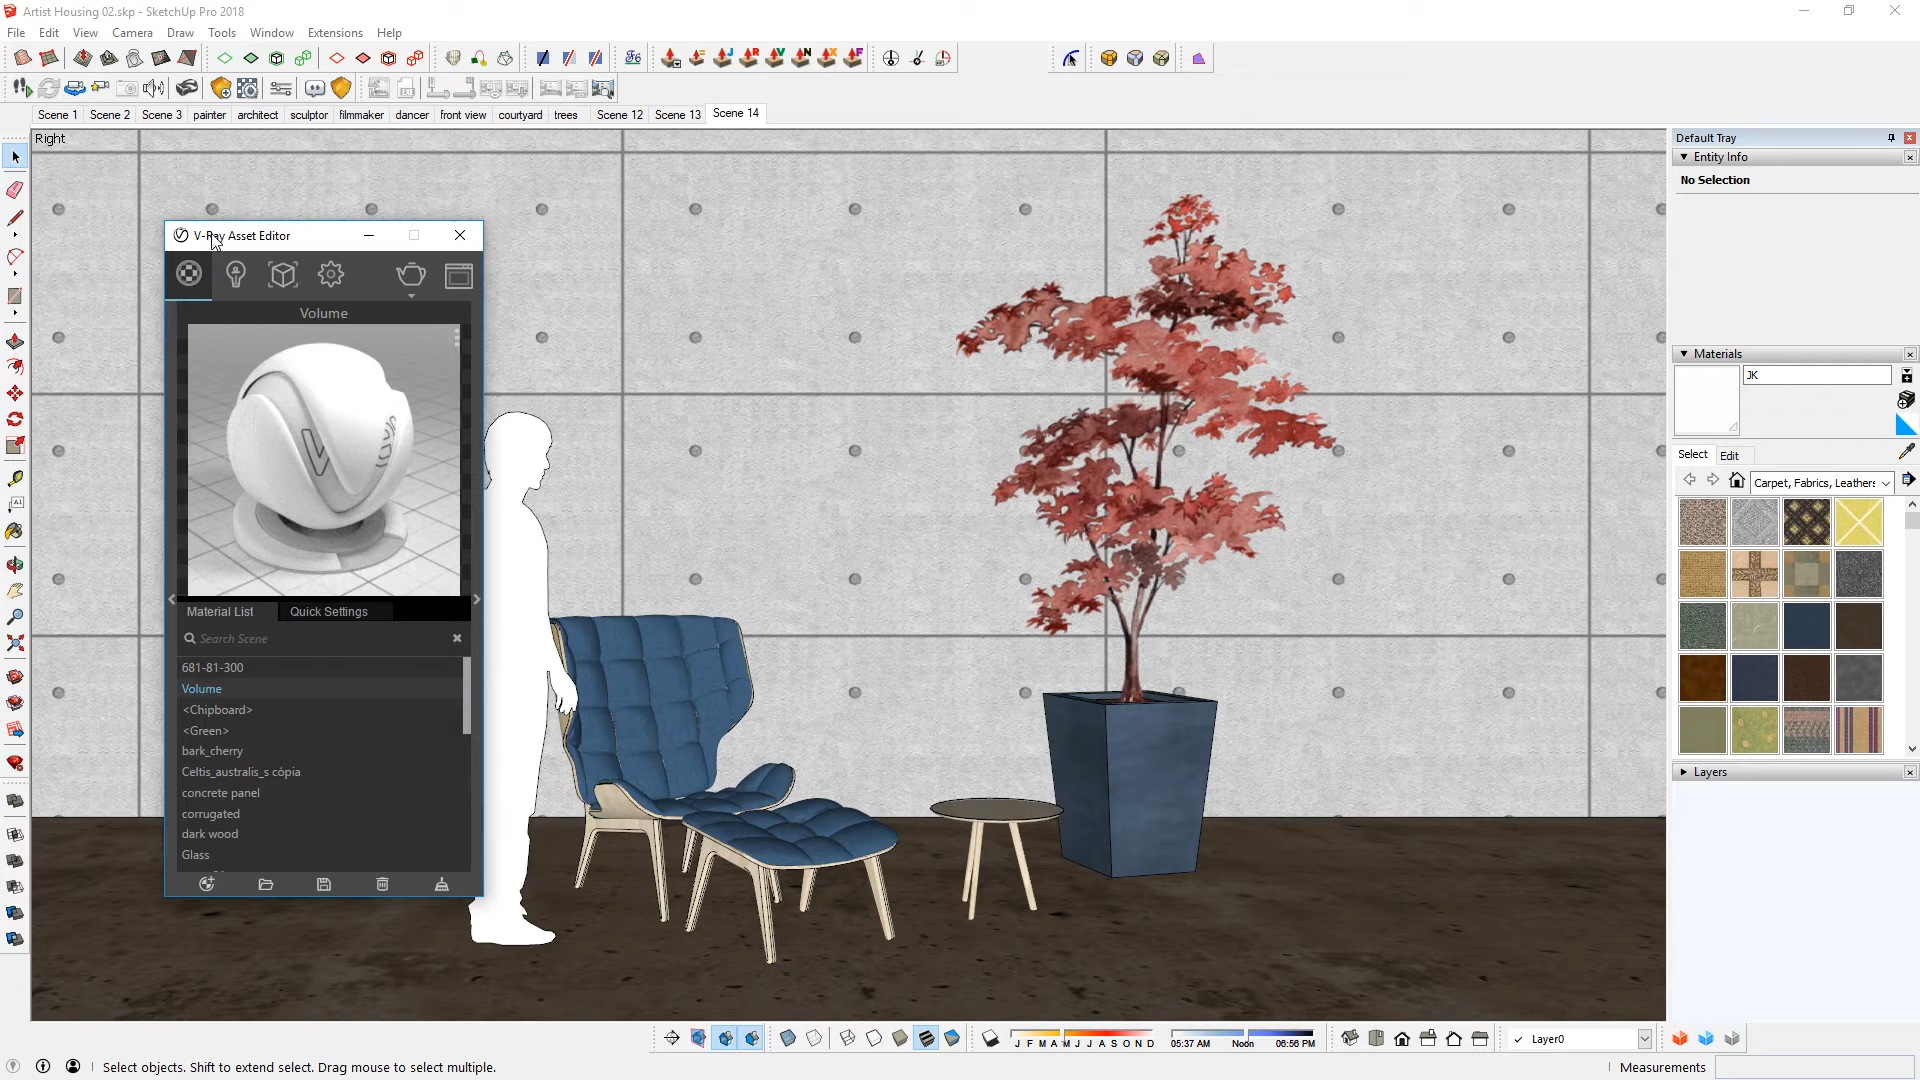 Artist Housing 02.skp - SketchUp Pro 2018
File Edit View Camera Draw Tools Window Extensions Help
Scene 1 Scene 2 Scene 3 painter architect sculptor filmmaker dancer front view courtyard trees Scene 12 Scene 13 Scene 14
Right
V-Ray Asset Editor
Volume
Material List Quick Settings
Search Scene
681-81-300
Volume
<Chipboard>
<Green>
bark_cherry
Celtis_australis_s cópia
concrete panel
corrugated
dark wood
Glass
Default Tray
Entity Info
No Selection
Materials
JK
Select Edit
Carpet, Fabrics, Leathers
Layers
J F M A M J J A S O N D
05:37 AM Noon 06:56 PM
Layer0
Select objects. Shift to extend select. Drag mouse to select multiple.
Measurements